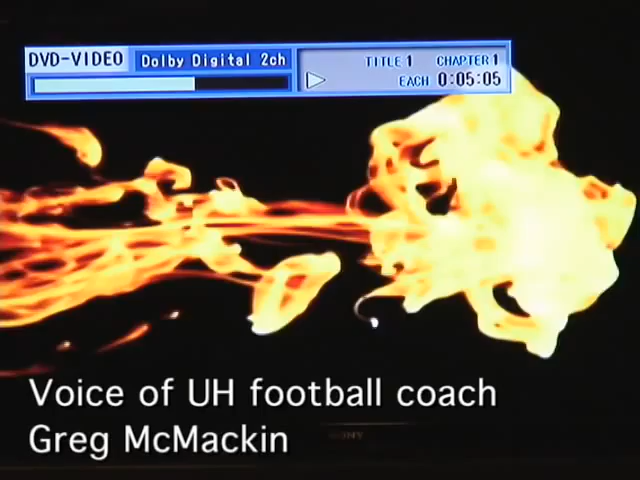 DVD-VIDEO Dolby Digital 2ch TITLE 1 CHAPTER 1
EACH 0:05:05
Voice of UH football coach
Greg McMackin
SONY